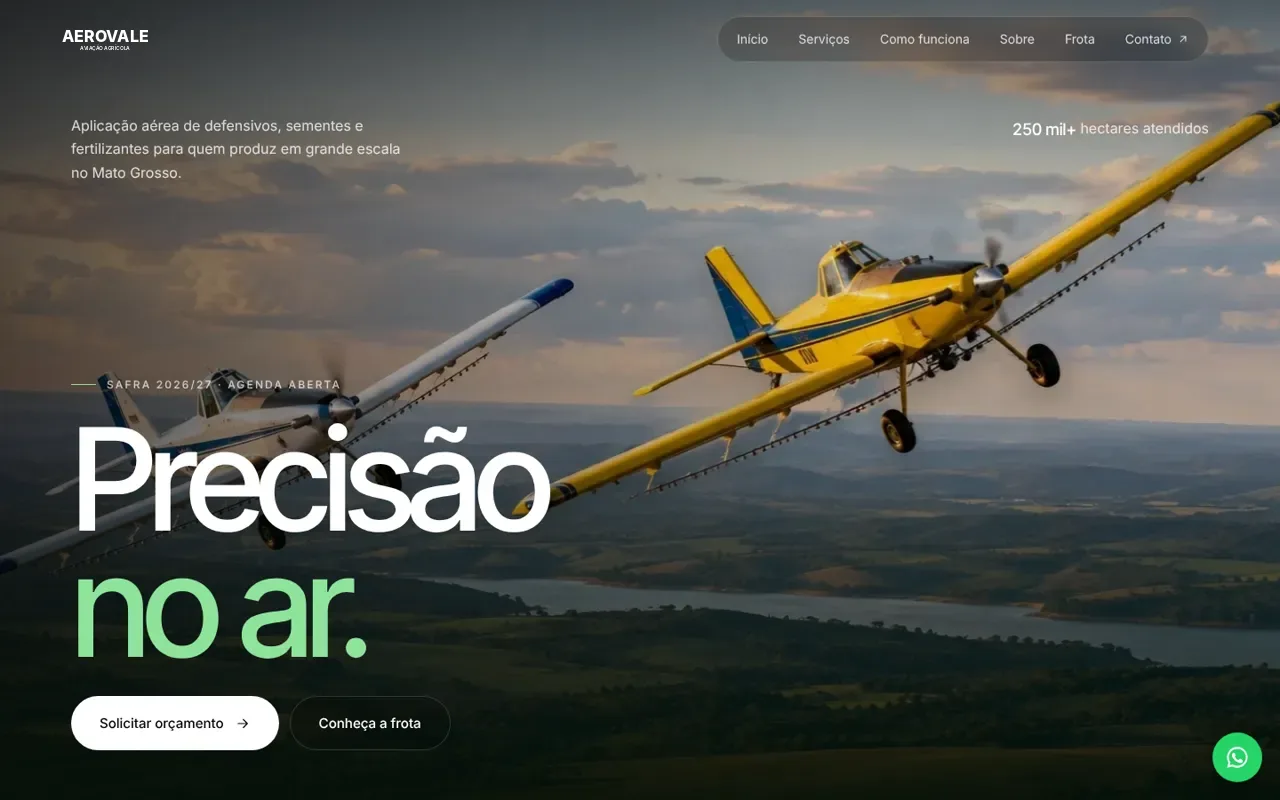 AEROVALE
AVIAÇÃO AGRÍCOLA
Início Serviços Como funciona Sobre Frota Contato
Aplicação aérea de defensivos, sementes e
fertilizantes para quem produz em grande escala
no Mato Grosso.
250 mil+ hectares atendidos
SAFRA 2026/27 · AGENDA ABERTA
Precisão
no ar.
Solicitar orçamento
Conheça a frota